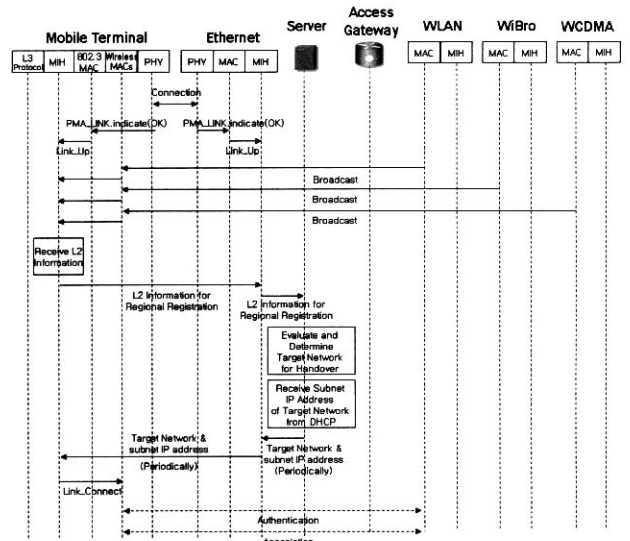 Access
Mobile Terminal Ethernet Server Gateway WLAN WiBro WCDMA
L3 Protocol MIH 802.3 MAC Wireless MACs PHY PHY MAC MIH MAC MIH MAC MIH MAC MIH
Connection
PMA_LINK.indicate(OK) PMA_LINK.indicate(OK)
Link_Up Link_Up
Broadcast
Broadcast
Broadcast
Receive L2
Information
L2 Information for
Regional Registration
L2 Information for
Regional Registration
Evaluate and
Determine
Target Network
for Handover
Receive Subnet
IP Address
of Target Network
from DHCP
Target Network &
subnet IP address
(Periodically)
Target Network &
subnet IP address
(Periodically)
Link_Connect
Authentication